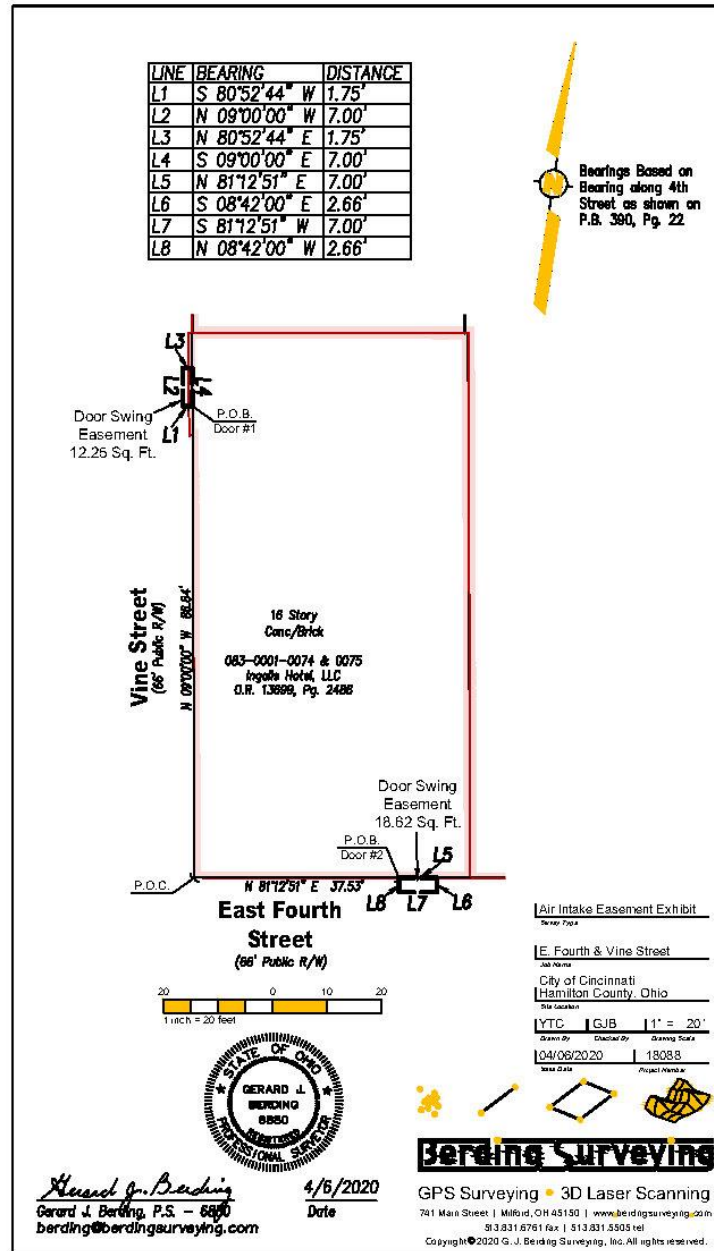 LINE BEARING DISTANCE
L1 S 80°52'44" W 1.75'
L2 N 09°00'00" W 7.00'
L3 N 80°52'44" E 1.75'
L4 S 09°00'00" E 7.00'
L5 N 81°12'51" E 7.00'
L6 S 08°42'00" E 2.66'
L7 S 81°12'51" W 7.00'
L8 N 08°42'00" W 2.66'
N
Bearings Based on
Bearing along 4th
Street as shown on
P.B. 390, Pg. 22
L3
L2
L4
L1
Door Swing
Easement
12.25 Sq. Ft.
P.O.B.
Door #1
Vine Street
(66' Public R/W)
N 09°00'00" W 88.84'
16 Story
Conc/Brick
083-0001-0074 & 0075
Ingalls Hotel, LLC
O.R. 13699, Pg. 2486
Door Swing
Easement
18.62 Sq. Ft.
P.O.B.
Door #2
L5
L8
L7
L6
P.O.C.
N 81°12'51" E 37.53'
East Fourth
Street
(66' Public R/W)
20 10 0 10 20
1 inch = 20 feet
STATE OF OHIO
GERARD J.
BERDING
6880
REGISTERED
PROFESSIONAL SURVEYOR
Gerard J. Berding
4/6/2020
Gerard J. Berding, P.S. - 6880
Date
berding@berdingsurveying.com
Air Intake Easement Exhibit
Survey Type
E. Fourth & Vine Street
Job Name
City of Cincinnati
Hamilton County, Ohio
Site Location
YTC GJB 1" = 20'
Drawn By Checked By Drawing Scale
04/06/2020 18088
Issue Date Project Number
Berding Surveying
GPS Surveying • 3D Laser Scanning
741 Main Street | Milford, OH 45150 | www.berdingsurveying.com
513.831.6761 fax | 513.831.5505 tel
Copyright © 2020 G. J. Berding Surveying, Inc. All rights reserved.